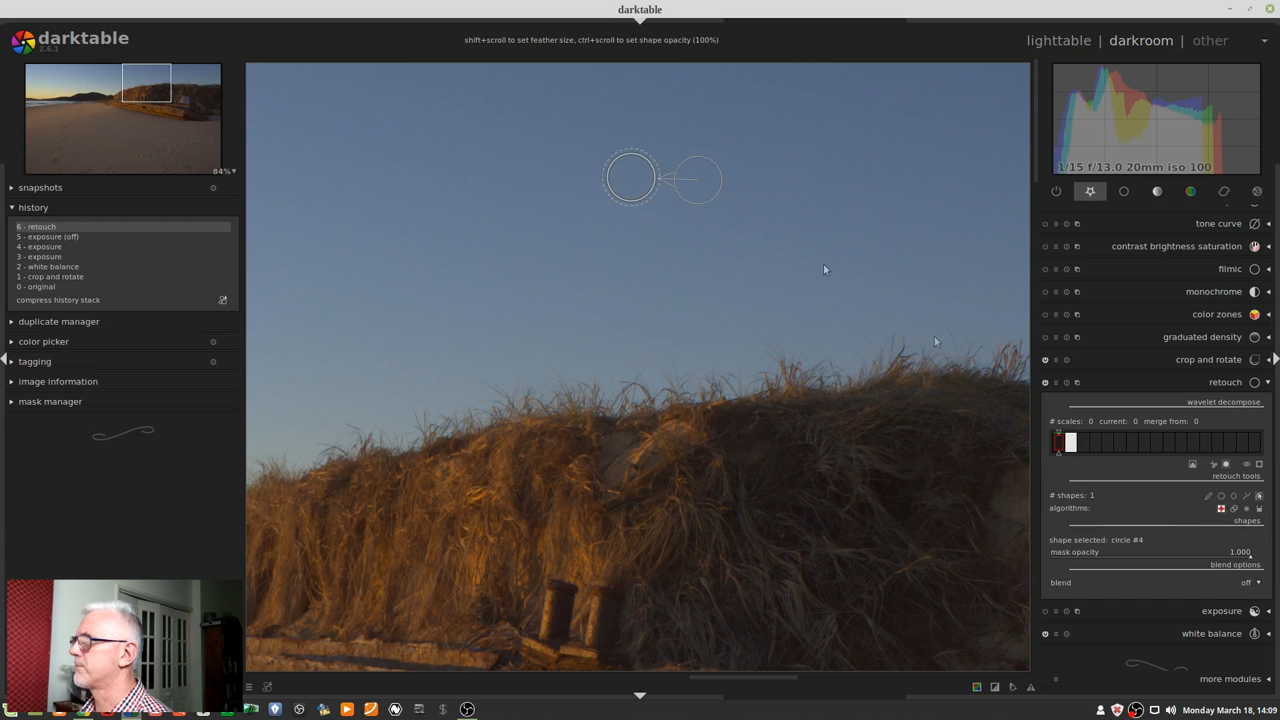 darktable
darktable
2.6.1
shift+scroll to set feather size, ctrl+scroll to set shape opacity (100%)
lighttable | darkroom | other
84%
1/15 f/13.0 20mm iso 100
snapshots
history
6 - retouch
5 - exposure (off)
4 - exposure
3 - exposure
2 - white balance
1 - crop and rotate
0 - original
compress history stack
duplicate manager
color picker
tagging
image information
mask manager
tone curve
contrast brightness saturation
filmic
monochrome
color zones
graduated density
crop and rotate
retouch
wavelet decompose
# scales: 0 current: 0 merge from: 0
retouch tools
# shapes: 1
algorithms:
shapes
shape selected: circle #4
mask opacity 1.000
blend options
blend off
exposure
white balance
more modules
Monday March 18, 14:09